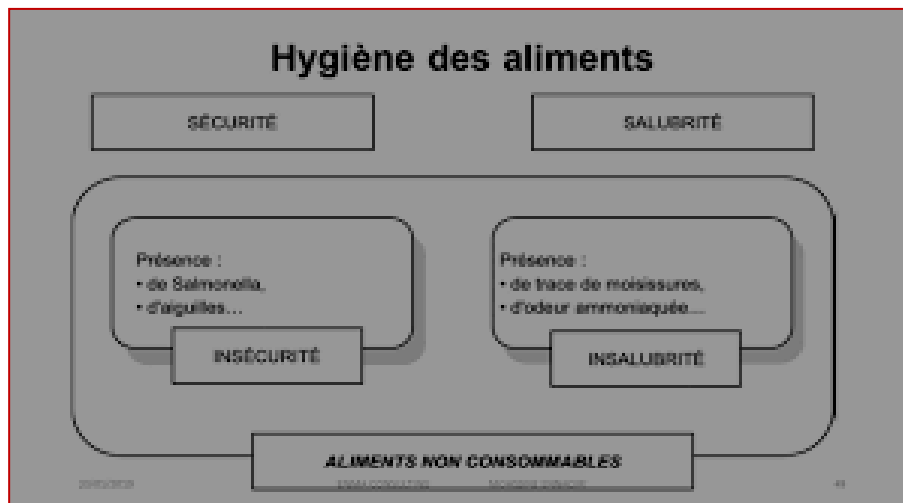 Hygiène des aliments
SÉCURITÉ
SALUBRITÉ
Présence :
• de Salmonella,
• d'aiguilles...
INSÉCURITÉ
Présence :
• de trace de moisissures,
• d'odeur ammoniaquée...
INSALUBRITÉ
ALIMENTS NON CONSOMMABLES